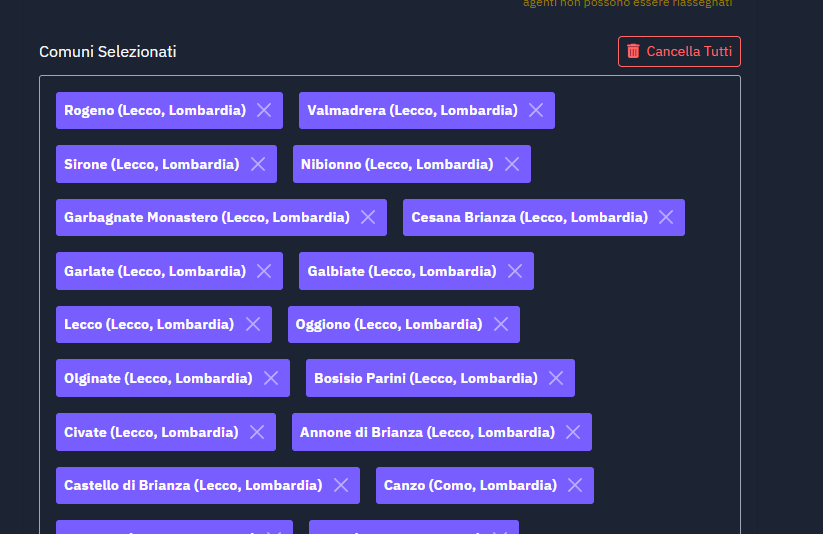 agenti non possono essere riassegnati
Comuni Selezionati
Cancella Tutti
Rogeno (Lecco, Lombardia)
Valmadrera (Lecco, Lombardia)
Sirone (Lecco, Lombardia)
Nibionno (Lecco, Lombardia)
Garbagnate Monastero (Lecco, Lombardia)
Cesana Brianza (Lecco, Lombardia)
Garlate (Lecco, Lombardia)
Galbiate (Lecco, Lombardia)
Lecco (Lecco, Lombardia)
Oggiono (Lecco, Lombardia)
Olginate (Lecco, Lombardia)
Bosisio Parini (Lecco, Lombardia)
Civate (Lecco, Lombardia)
Annone di Brianza (Lecco, Lombardia)
Castello di Brianza (Lecco, Lombardia)
Canzo (Como, Lombardia)